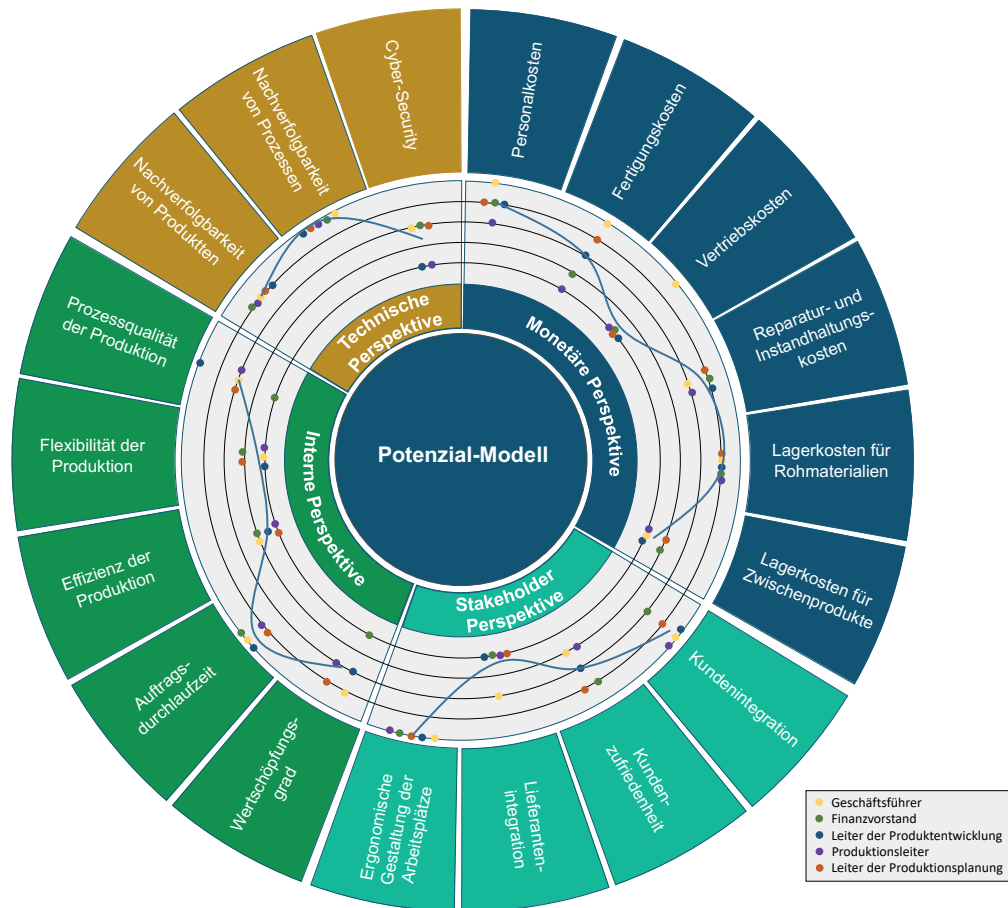 Cyber-Security
Personalkosten
Fertigungskosten
Vertriebskosten
Reparatur- und
Instandhaltungs-
kosten
Lagerkosten für
Rohmaterialien
Lagerkosten für
Zwischenprodukte
Kundenintegration
Kunden-
zufriedenheit
Lieferanten-
integration
Ergonomische
Gestaltung der
Arbeitsplätze
Wertschöpfungs-
grad
Auftrags-
durchlaufzeit
Effizienz der
Produktion
Flexibilität der
Produktion
Prozessqualität
der Produktion
Nachverfolgbarkeit
von Produktten
Nachverfolgbarkeit
von Prozessen
Technische
Perspektive
Monetäre Perspektive
Interne Perspektive
Stakeholder
Perspektive
Potenzial-Modell
Geschäftsführer
Finanzvorstand
Leiter der Produktentwicklung
Produktionsleiter
Leiter der Produktionsplanung